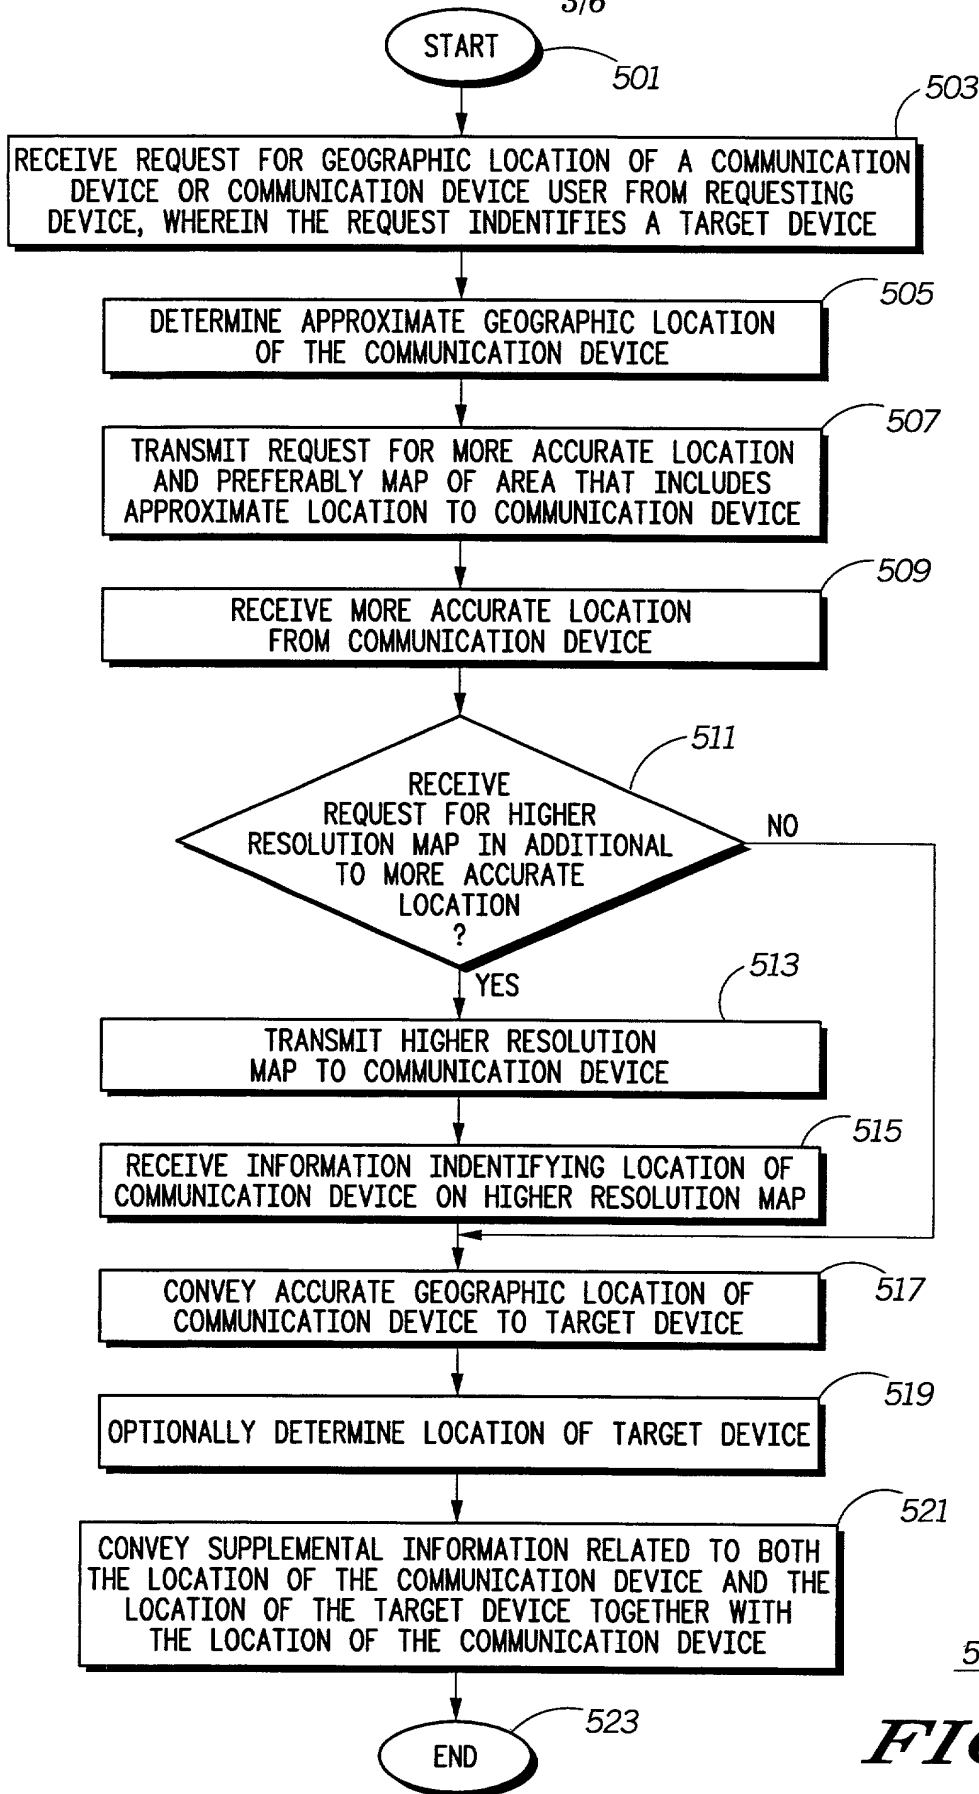 3/6
START
501
503
RECEIVE REQUEST FOR GEOGRAPHIC LOCATION OF A COMMUNICATION
DEVICE OR COMMUNICATION DEVICE USER FROM REQUESTING
DEVICE, WHEREIN THE REQUEST INDENTIFIES A TARGET DEVICE
505
DETERMINE APPROXIMATE GEOGRAPHIC LOCATION
OF THE COMMUNICATION DEVICE
507
TRANSMIT REQUEST FOR MORE ACCURATE LOCATION
AND PREFERABLY MAP OF AREA THAT INCLUDES
APPROXIMATE LOCATION TO COMMUNICATION DEVICE
509
RECEIVE MORE ACCURATE LOCATION
FROM COMMUNICATION DEVICE
511
RECEIVE
REQUEST FOR HIGHER
RESOLUTION MAP IN ADDITIONAL
TO MORE ACCURATE
LOCATION
?
NO
YES
513
TRANSMIT HIGHER RESOLUTION
MAP TO COMMUNICATION DEVICE
515
RECEIVE INFORMATION INDENTIFYING LOCATION OF
COMMUNICATION DEVICE ON HIGHER RESOLUTION MAP
517
CONVEY ACCURATE GEOGRAPHIC LOCATION OF
COMMUNICATION DEVICE TO TARGET DEVICE
519
OPTIONALLY DETERMINE LOCATION OF TARGET DEVICE
521
CONVEY SUPPLEMENTAL INFORMATION RELATED TO BOTH
THE LOCATION OF THE COMMUNICATION DEVICE AND THE
LOCATION OF THE TARGET DEVICE TOGETHER WITH
THE LOCATION OF THE COMMUNICATION DEVICE
523
END